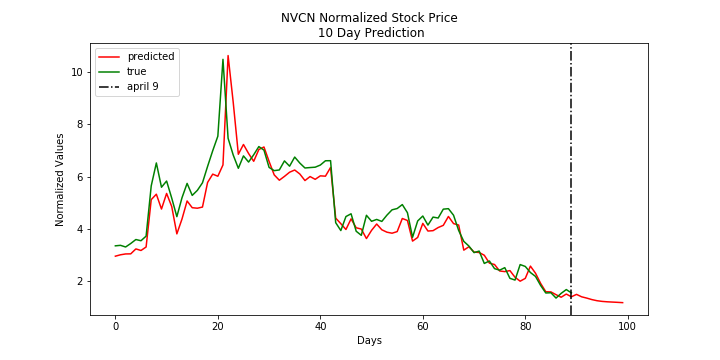 NVCN Normalized Stock Price
10 Day Prediction
predicted
true
april 9
Normalized Values
10
8
6
4
2
0
20
40
60
80
100
Days